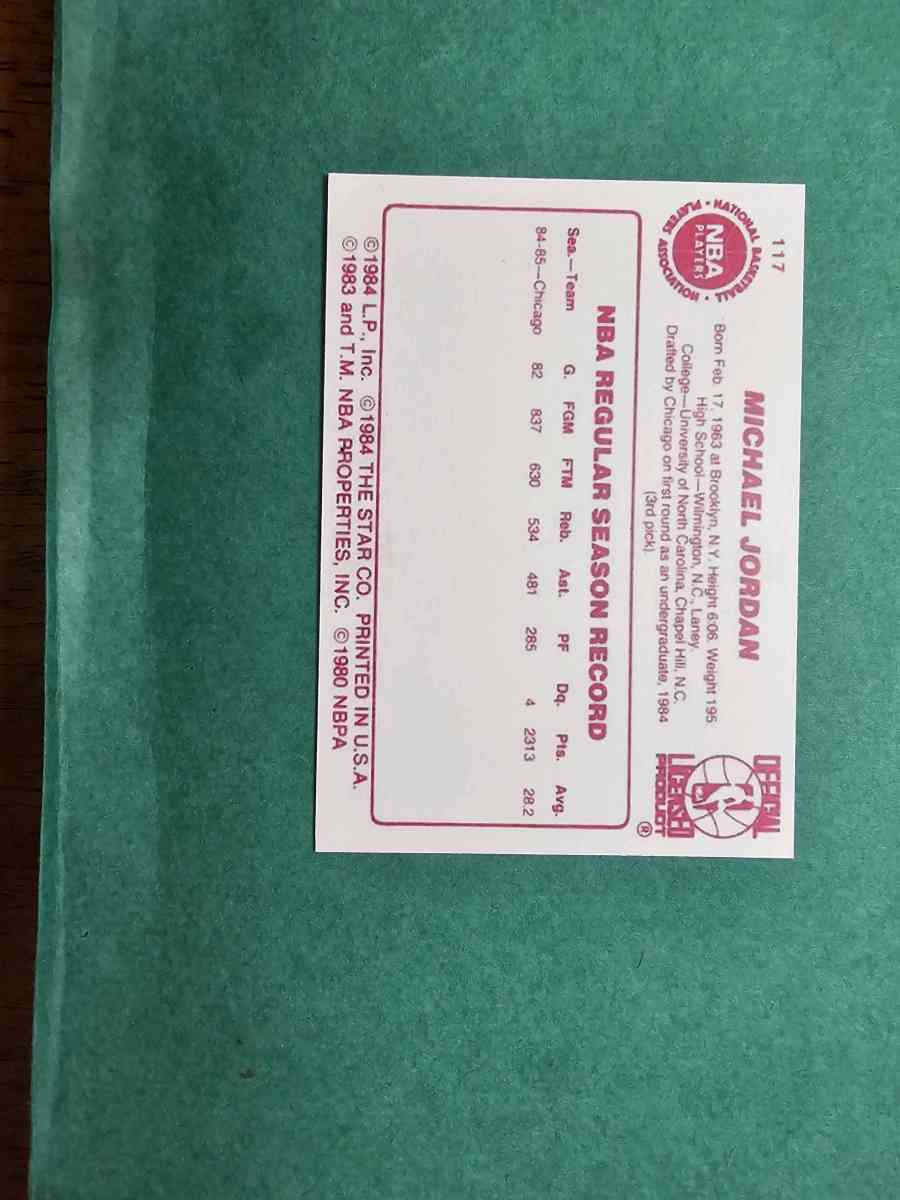 117
NATIONAL BASKETBALL
PLAYERS ASSOCIATION
NBA
PLAYERS
MICHAEL JORDAN
Born Feb. 17, 1963 at Brooklyn, N.Y. Height 6:06. Weight 195
High School—Wilmington, N.C., Laney.
College—University of North Carolina, Chapel Hill, N.C.
Drafted by Chicago on first round as an undergraduate, 1984
(3rd pick).
OFFICIAL
LICENSED
PRODUCT
®
NBA REGULAR SEASON RECORD
Sea.—Team G. FGM FTM Reb. Ast. PF Dq. Pts. Avg.
84-85—Chicago 82 837 630 534 481 285 4 2313 28.2
©1984 L.P., Inc. ©1984 THE STAR CO. PRINTED IN U.S.A.
©1983 and T.M. NBA PROPERTIES, INC. ©1980 NBPA